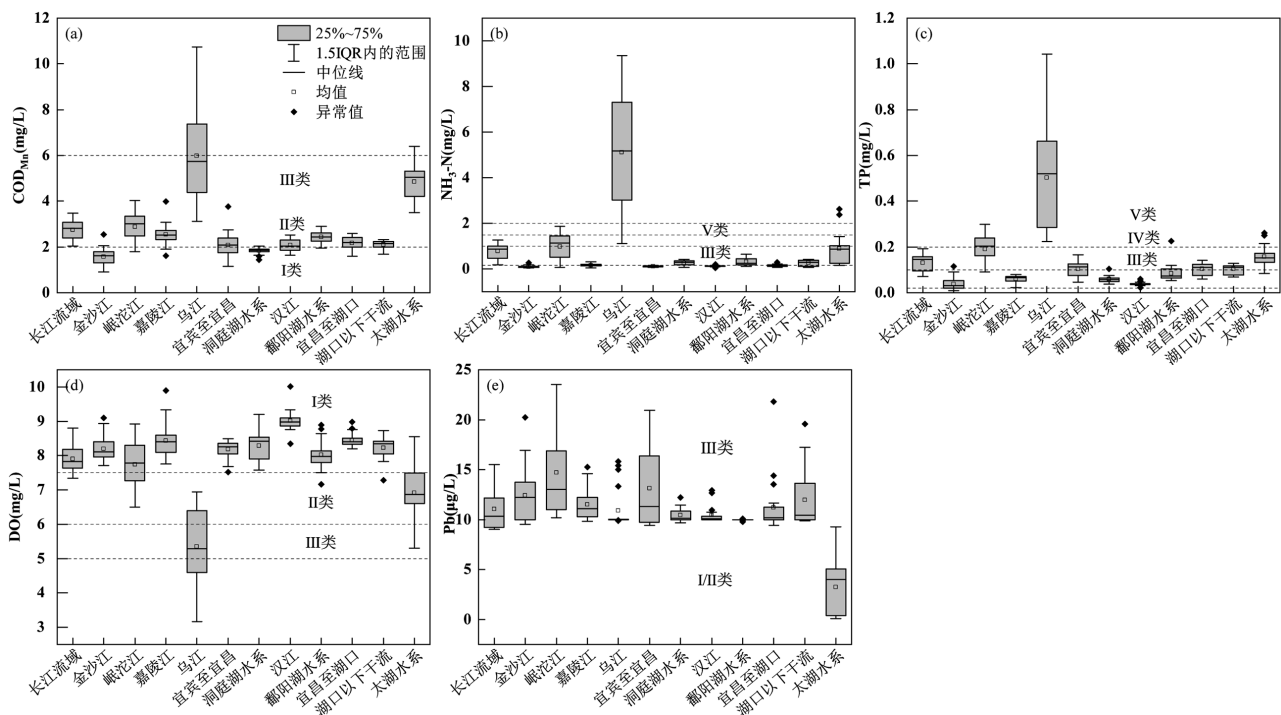 (a)
12
10
8
6
4
2
0
COD_Mn(mg/L)
25%~75%
1.5IQR内的范围
中位线
均值
异常值
III类
II类
I类
长江流域
金沙江
岷沱江
嘉陵江
乌江
宜宾至宜昌
洞庭湖水系
汉江
鄱阳湖水系
宜昌至湖口
湖口以下干流
太湖水系
(b)
10
8
6
4
2
0
NH3-N(mg/L)
V类
III类
长江流域
金沙江
岷沱江
嘉陵江
乌江
宜宾至宜昌
洞庭湖水系
汉江
鄱阳湖水系
宜昌至湖口
湖口以下干流
太湖水系
(c)
1.2
1.0
0.8
0.6
0.4
0.2
0.0
TP(mg/L)
V类
IV类
III类
长江流域
金沙江
岷沱江
嘉陵江
乌江
宜宾至宜昌
洞庭湖水系
汉江
鄱阳湖水系
宜昌至湖口
湖口以下干流
太湖水系
(d)
10
9
8
7
6
5
4
3
DO(mg/L)
I类
II类
III类
长江流域
金沙江
岷沱江
嘉陵江
乌江
宜宾至宜昌
洞庭湖水系
汉江
鄱阳湖水系
宜昌至湖口
湖口以下干流
太湖水系
(e)
25
20
15
10
5
0
Pb(μg/L)
III类
I/II类
长江流域
金沙江
岷沱江
嘉陵江
乌江
宜宾至宜昌
洞庭湖水系
汉江
鄱阳湖水系
宜昌至湖口
湖口以下干流
太湖水系